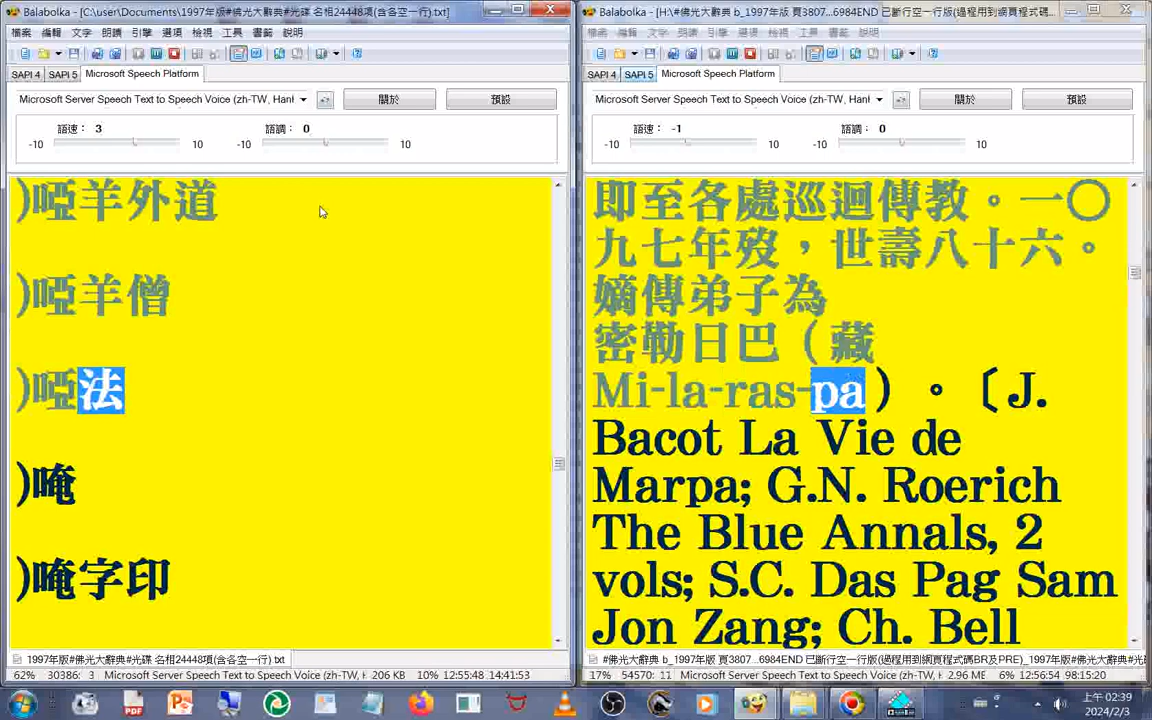 Balabolka - [C:\user\Documents\1997年版#佛光大辭典#光碟 名相24448項(含各空一行).txt]
檔案 編輯 文字 朗讀 引擎 選項 檢視 工具 書籤 說明
SAPI 4 SAPI 5 Microsoft Speech Platform
Microsoft Server Speech Text to Speech Voice (zh-TW, Han 關於 預設
語速： 3 語調： 0
-10 10 -10 10
)啞羊外道
)啞羊僧
)啞法
)唵
)唵字印
1997年版#佛光大辭典#光碟 名相24448項(含各空一行).txt
62% 30386: 3 Microsoft Server Speech Text to Speech Voice (zh-TW, H 206 KB 10% 12:55:48 14:41:53
Balabolka - [H:\#佛光大辭典 b_1997年版 頁3807...6984END 已斷行空一行版(過程用到網頁程式碼
檔案 編輯 文字 朗讀 引擎 選項 檢視 工具 書籤 說明
SAPI 4 SAPI 5 Microsoft Speech Platform
Microsoft Server Speech Text to Speech Voice (zh-TW, Han 關於 預設
語速： -1 語調： 0
-10 10 -10 10
即至各處巡迴傳教。一〇
九七年歿，世壽八十六。
嫡傳弟子為
密勒日巴（藏
Mi-la-ras-pa）。〔J.
Bacot La Vie de
Marpa; G.N. Roerich
The Blue Annals, 2
vols; S.C. Das Pag Sam
Jon Zang; Ch. Bell
#佛光大辭典 b_1997年版 頁3807...6984END 已斷行空一行版(過程用到網頁程式碼BR及PRE)_1997年版#光
17% 54570: 11 Microsoft Server Speech Text to Speech Voice (zh-TW, H 2.96 ME 6% 12:56:54 98:15:20
上午 02:39
2024/2/3